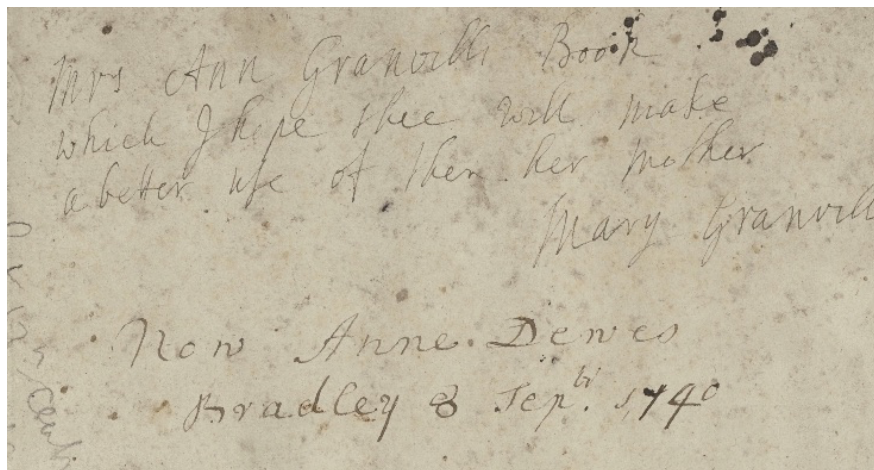 Mrs Ann Granvill Book
which I hope shee will make
a better use of then her mother
Mary Granvill
Now Anne Dewes
Bradley 8 Sepbr. 1740